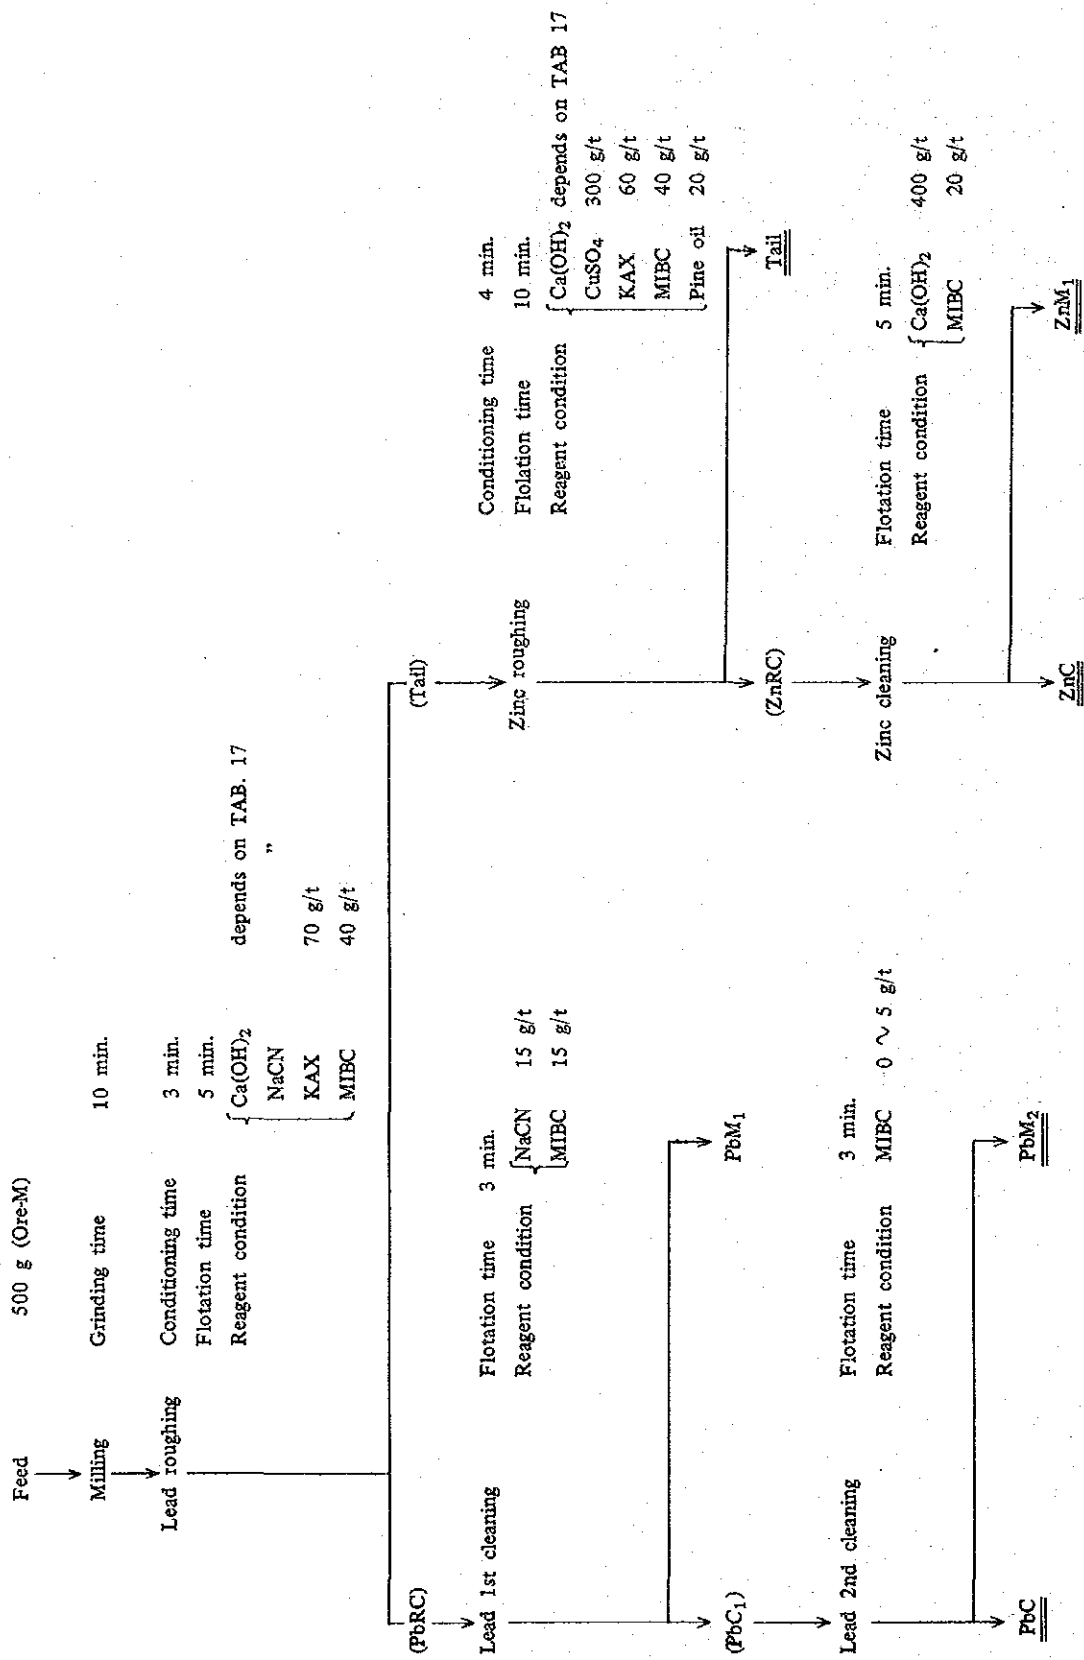 Feed 500 g (Ore-M)
Milling Grinding time 10 min.
Lead roughing Conditioning time 3 min.
Flotation time 5 min.
Reagent condition Ca(OH)2 depends on TAB. 17
NaCN "
KAX 70 g/t
MIBC 40 g/t
(PbRC) (Tail)
Lead 1st cleaning Flotation time 3 min.
Reagent condition NaCN 15 g/t
MIBC 15 g/t
PbM1
(PbC1)
Lead 2nd cleaning Flotation time 3 min.
Reagent condition MIBC 0 ~ 5 g/t
PbC PbM2
Zinc roughing Conditioning time 4 min.
Flolation time 10 min.
Reagent condition Ca(OH)2 depends on TAB 17
CuSO4 300 g/t
KAX 60 g/t
MIBC 40 g/t
Pine oil 20 g/t
(ZnRC) Tail
Zinc cleaning Flotation time 5 min.
Reagent condition Ca(OH)2 400 g/t
MIBC 20 g/t
ZnC ZnM1